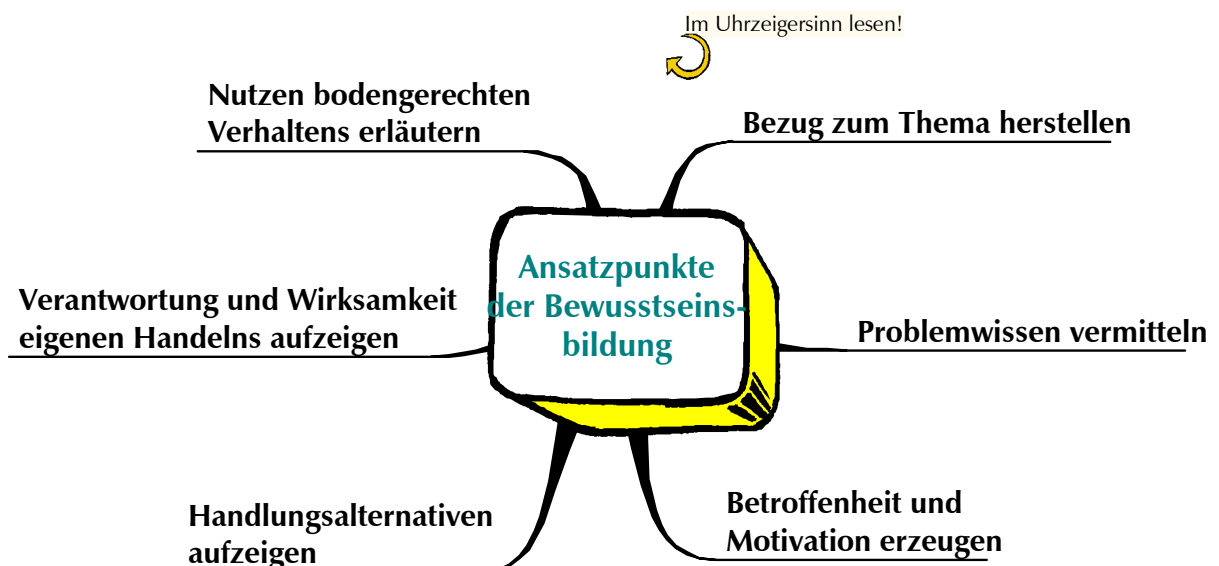 Im Uhrzeigersinn lesen!
Bezug zum Thema herstellen
Problemwissen vermitteln
Betroffenheit und
Motivation erzeugen
Handlungsalternativen
aufzeigen
Verantwortung und Wirksamkeit
eigenen Handelns aufzeigen
Nutzen bodengerechten
Verhaltens erläutern
Ansatzpunkte
der Bewusstseins-
bildung